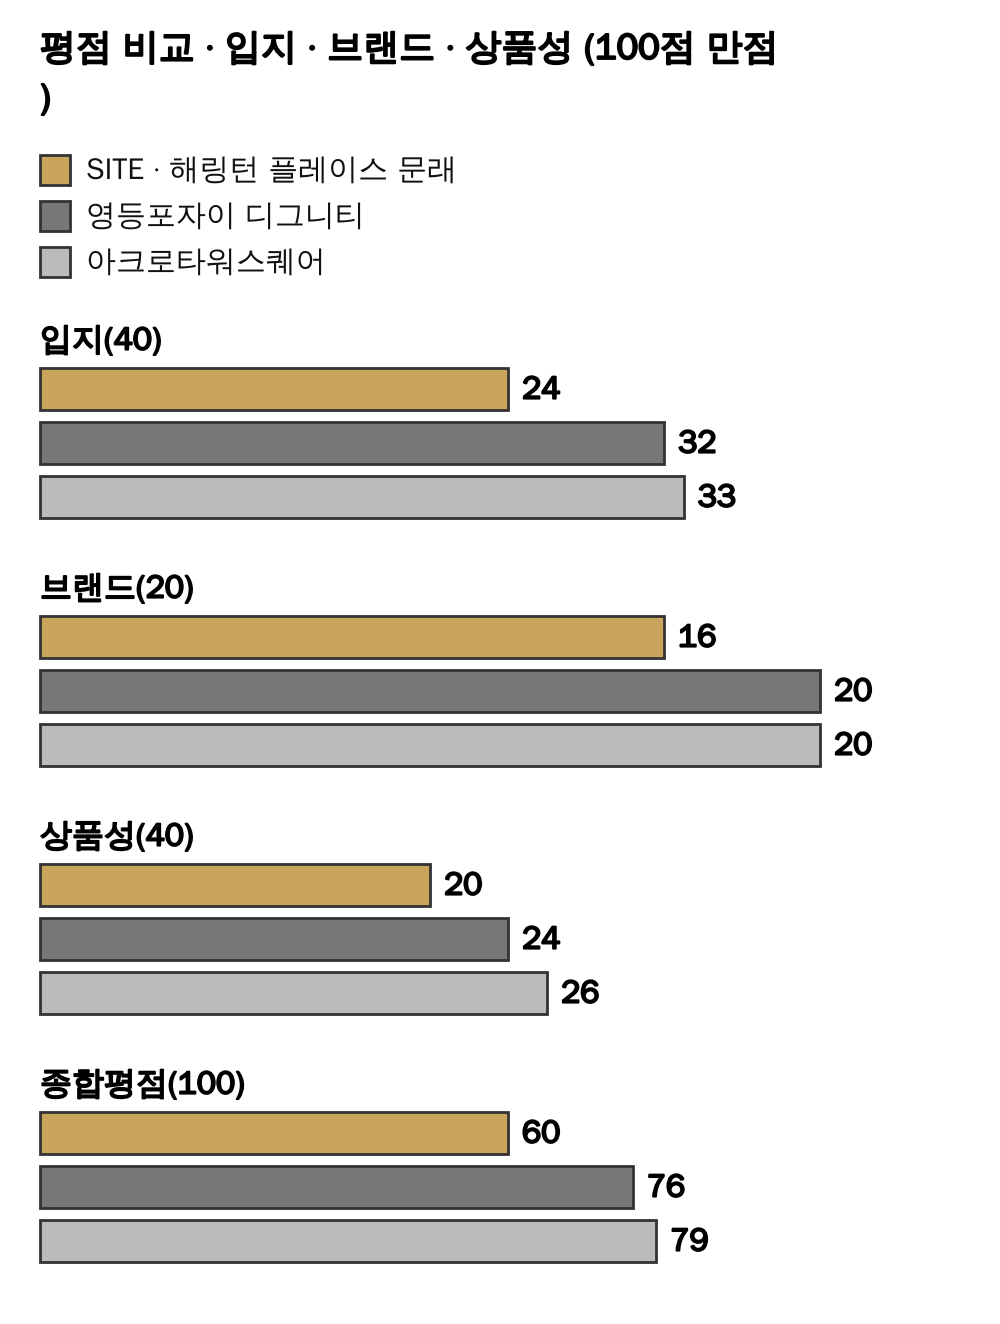 평점 비교 · 입지 · 브랜드 · 상품성 (100점 만점
)
SITE · 해링턴 플레이스 문래
영등포자이 디그니티
아크로타워스퀘어
입지(40)
24
32
33
브랜드(20)
16
20
20
상품성(40)
20
24
26
종합평점(100)
60
76
79